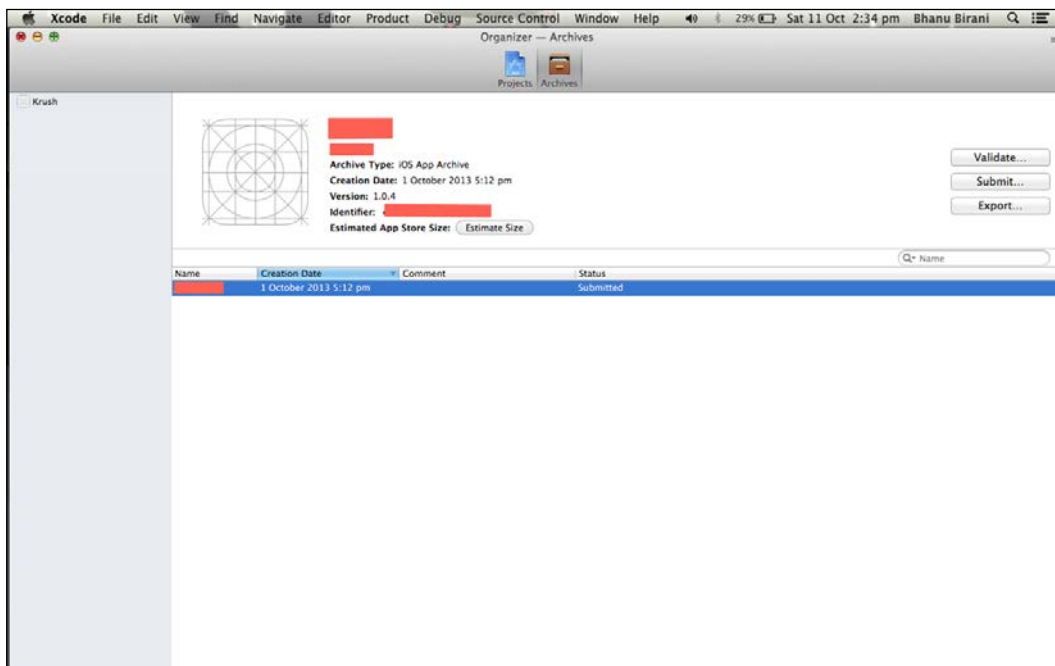 Xcode File Edit View Find Navigate Editor Product Debug Source Control Window Help 29% Sat 11 Oct 2:34 pm Bhanu Birani
Organizer — Archives
Projects Archives
Krush
Archive Type: iOS App Archive
Creation Date: 1 October 2013 5:12 pm
Version: 1.0.4
Identifier:
Estimated App Store Size: Estimate Size
Validate...
Submit...
Export...
Name
Name Creation Date Comment Status
1 October 2013 5:12 pm Submitted